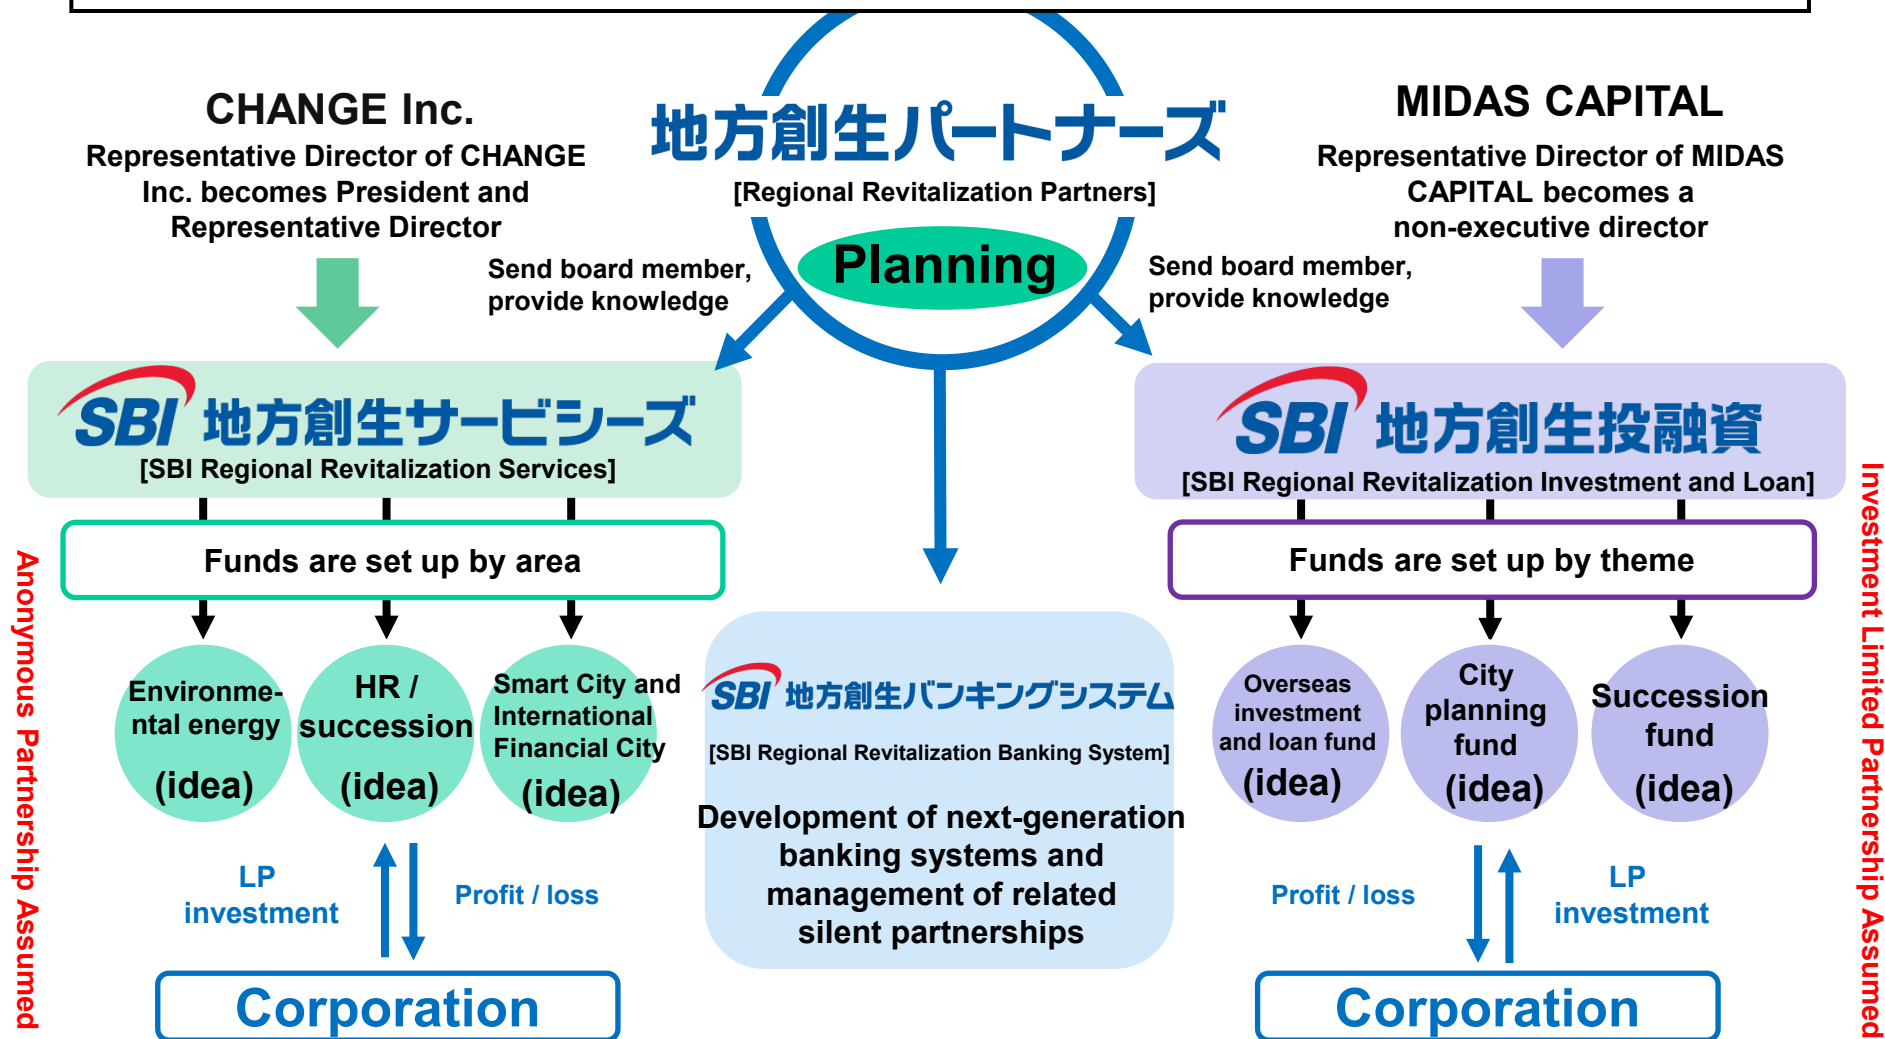 CHANGE Inc.
Representative Director of CHANGE
Inc. becomes President and
Representative Director
地方創生パートナーズ
[Regional Revitalization Partners]
Planning
MIDAS CAPITAL
Representative Director of MIDAS
CAPITAL becomes a
non-executive director
Send board member,
provide knowledge
Send board member,
provide knowledge
SBI 地方創生サービシーズ
[SBI Regional Revitalization Services]
SBI 地方創生投融資
[SBI Regional Revitalization Investment and Loan]
Anonymous Partnership Assumed
Funds are set up by area
Environme-
ntal energy
(idea)
HR /
succession
(idea)
Smart City and
International
Financial City
(idea)
LP
investment
Profit / loss
Corporation
SBI 地方創生バンキングシステム
[SBI Regional Revitalization Banking System]
Development of next-generation
banking systems and
management of related
silent partnerships
Funds are set up by theme
Overseas
investment
and loan fund
(idea)
City
planning
fund
(idea)
Succession
fund
(idea)
Profit / loss
LP
investment
Corporation
Investment Limited Partnership Assumed